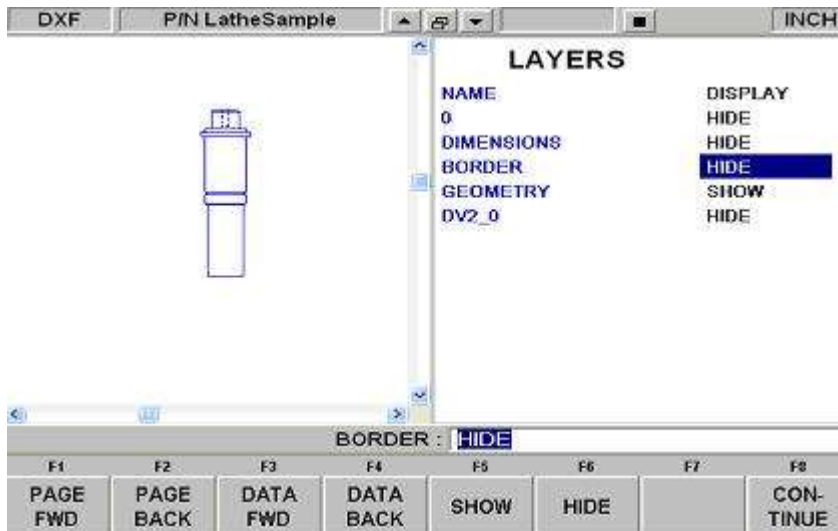 DXF P/N LatheSample INCH
LAYERS
NAME DISPLAY
0 HIDE
DIMENSIONS HIDE
BORDER HIDE
GEOMETRY SHOW
DV2_0 HIDE
BORDER : HIDE
F1 F2 F3 F4 F5 F6 F7 F8
PAGE FWD
PAGE BACK
DATA FWD
DATA BACK
SHOW
HIDE
CON-
TINUE